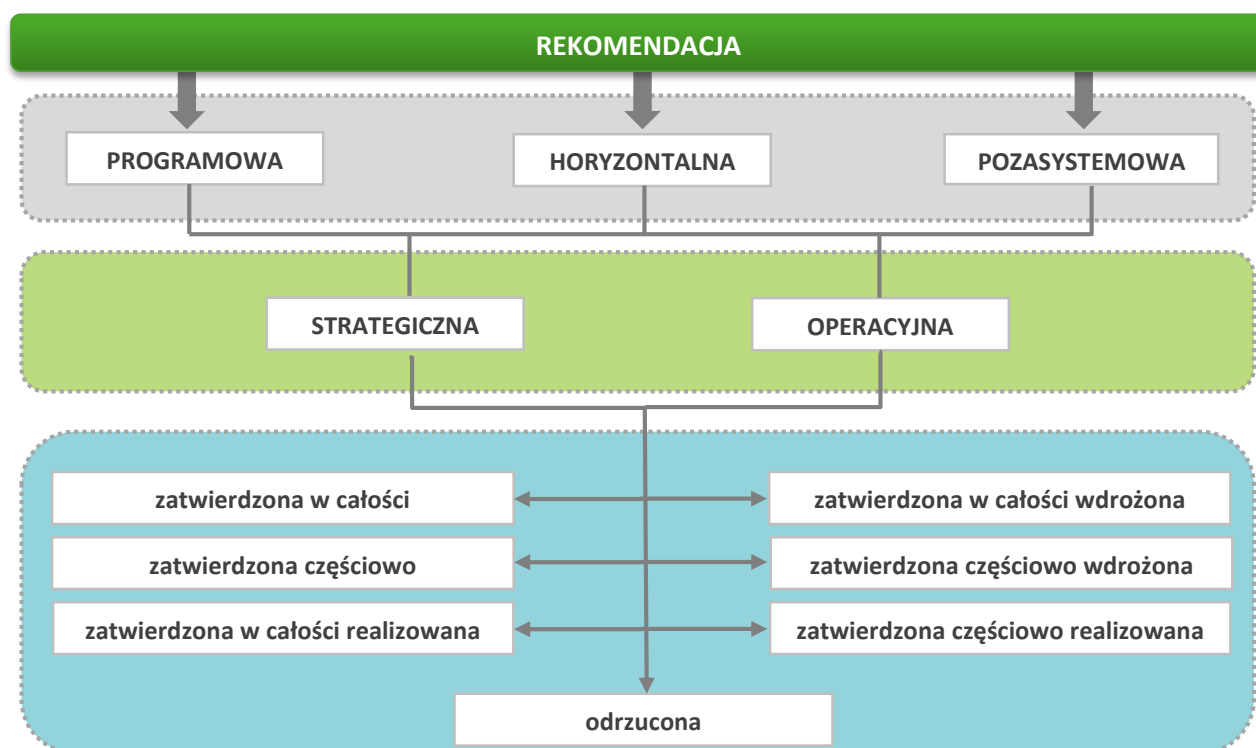 REKOMENDACJA
PROGRAMOWA
HORYZONTALNA
POZASYSTEMOWA
STRATEGICZNA
OPERACYJNA
zatwierdzona w całości
zatwierdzona w całości wdrożona
zatwierdzona częściowo
zatwierdzona częściowo wdrożona
zatwierdzona w całości realizowana
zatwierdzona częściowo realizowana
odrzucona